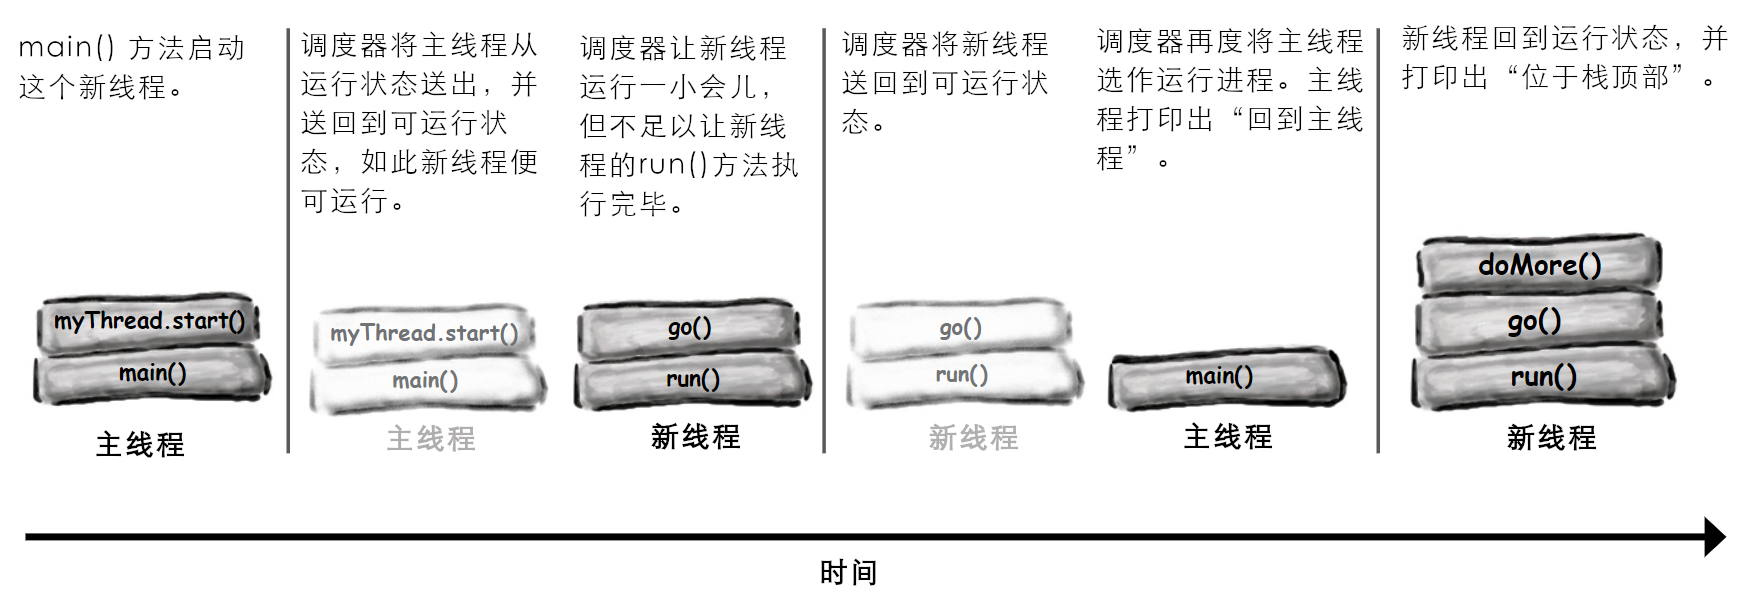 main() 方法启动
这个新线程。
调度器将主线程从
运行状态送出，并
送回到可运行状
态，如此新线程便
可运行。
调度器让新线程
运行一小会儿，
但不足以让新线
程的run()方法执
行完毕。
调度器将新线程
送回到可运行状
态。
调度器再度将主线程
选作运行进程。主线
程打印出“回到主线
程”。
新线程回到运行状态，并
打印出“位于栈顶部”。
myThread.start()
main()
主线程
myThread.start()
main()
主线程
go()
run()
新线程
go()
run()
新线程
main()
主线程
doMore()
go()
run()
新线程
时间